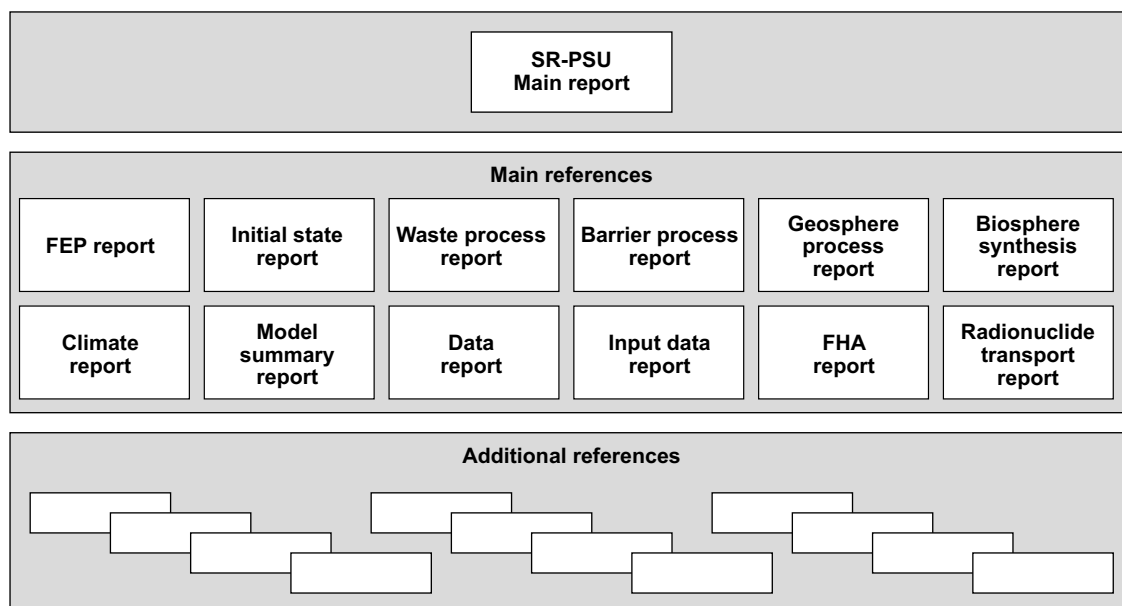 SR-PSU
Main report
Main references
FEP report
Initial state
report
Waste process
report
Barrier process
report
Geosphere
process
report
Biosphere
synthesis
report
Climate
report
Model
summary
report
Data
report
Input data
report
FHA
report
Radionuclide
transport
report
Additional references